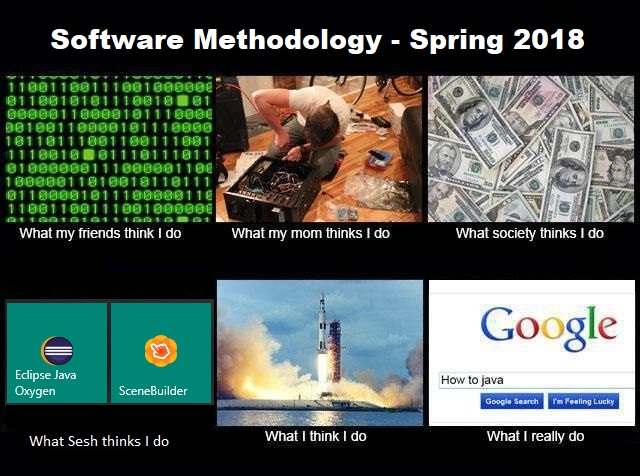 Software Methodology - Spring 2018
What my friends think I do
What my mom thinks I do
What society thinks I do
Eclipse Java
Oxygen
SceneBuilder
Google
How to java
Google Search
I'm Feeling Lucky
What Sesh thinks I do
What I think I do
What I really do